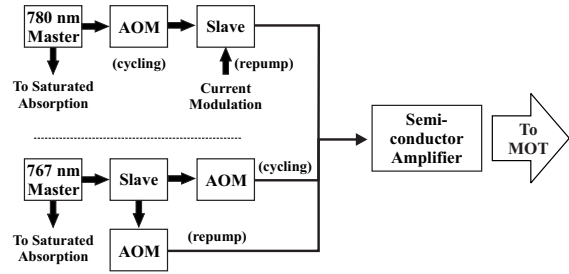 780 nm
Master
AOM
Slave
(cycling)
(repump)
To Saturated
Absorption
Current
Modulation
Semi-
conductor
Amplifier
To
MOT
767 nm
Master
Slave
AOM
(cycling)
To Saturated
Absorption
AOM
(repump)